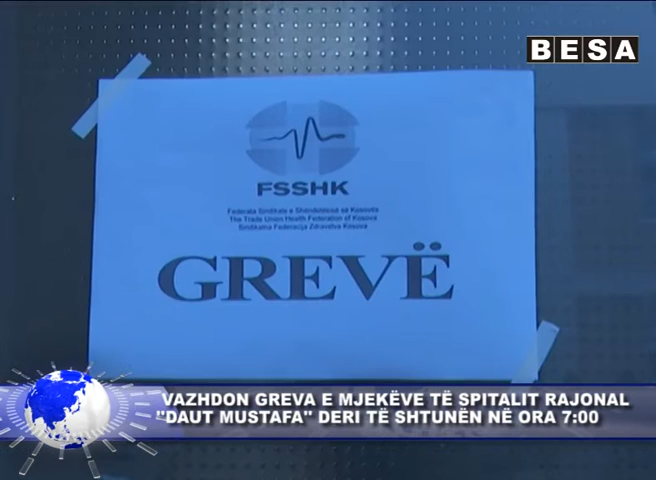 BESA
FSSHK
Federata Sindikale e Shëndetësisë së Kosovës
The Trade Union Health Federation of Kosova
Sindikalna Federacija Zdravstva Kosove
GREVË
VAZHDON GREVA E MJEKËVE TË SPITALIT RAJONAL
"DAUT MUSTAFA" DERI TË SHTUNËN NË ORA 7:00